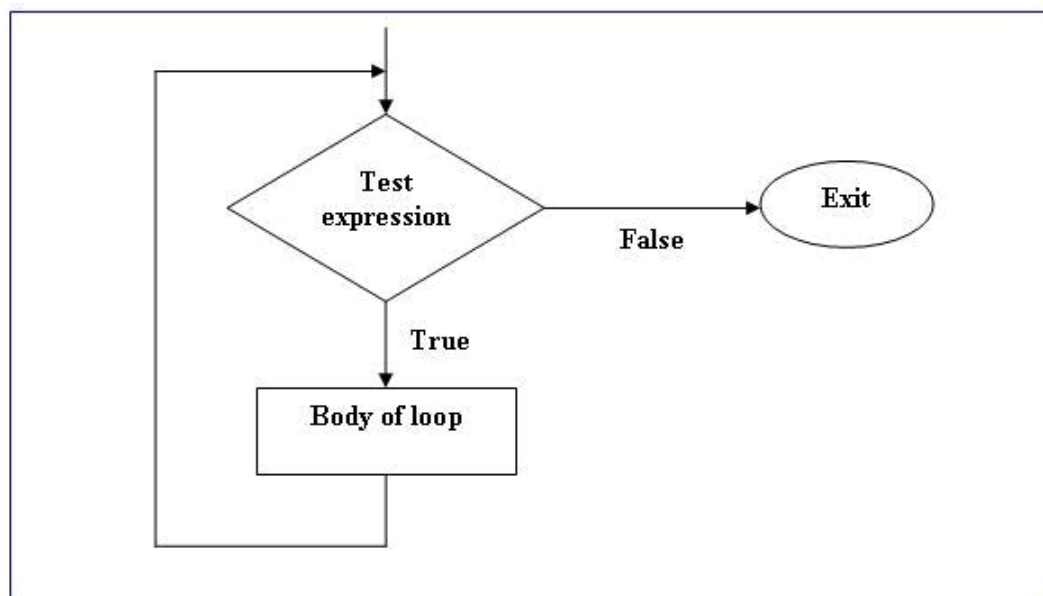 Test
expression
Exit
False
True
Body of loop